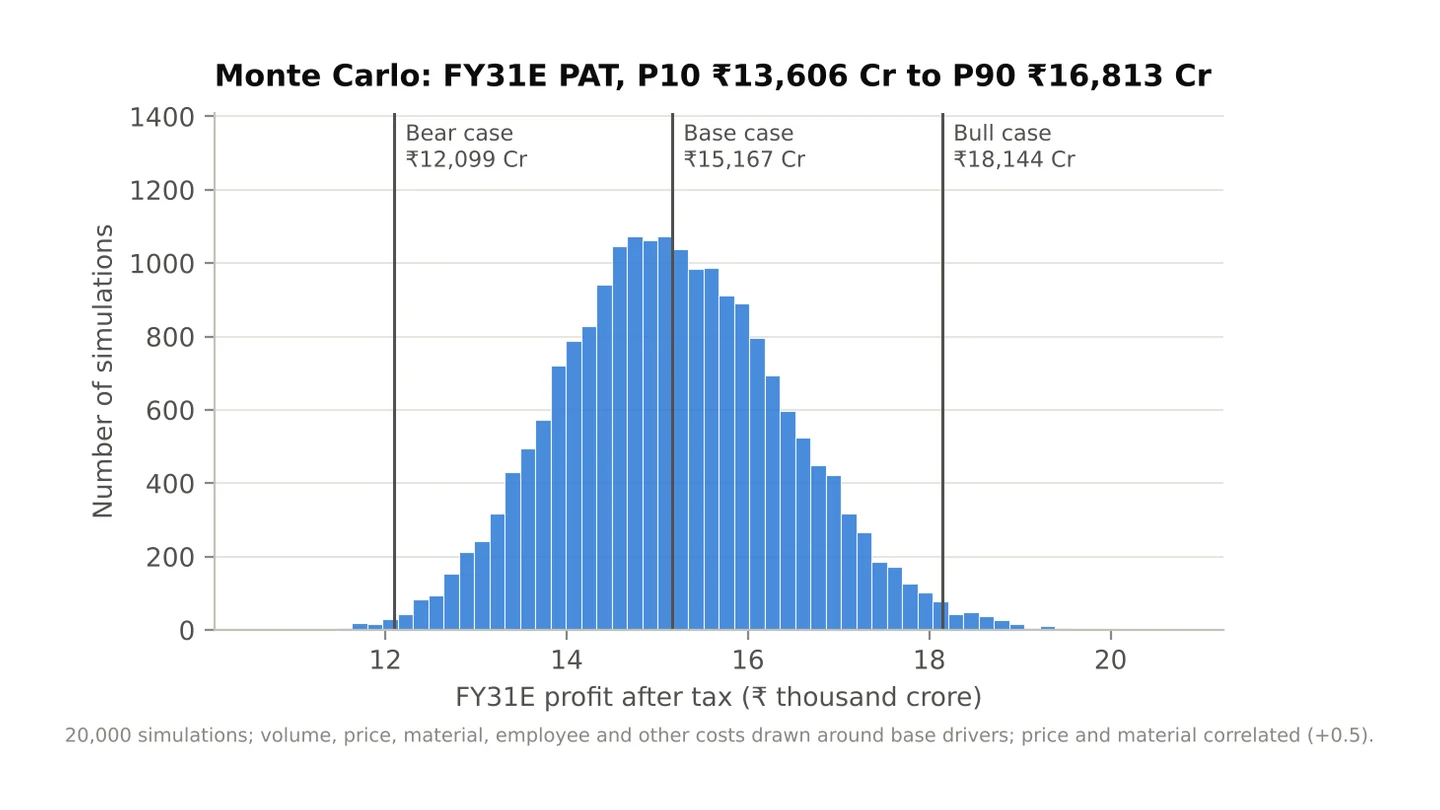 Monte Carlo: FY31E PAT, P10 ₹13,606 Cr to P90 ₹16,813 Cr
1400
1200
1000
800
600
400
200
0
Number of simulations
Bear case
₹12,099 Cr
Base case
₹15,167 Cr
Bull case
₹18,144 Cr
12 14 16 18 20
FY31E profit after tax (₹ thousand crore)
20,000 simulations; volume, price, material, employee and other costs drawn around base drivers; price and material correlated (+0.5).